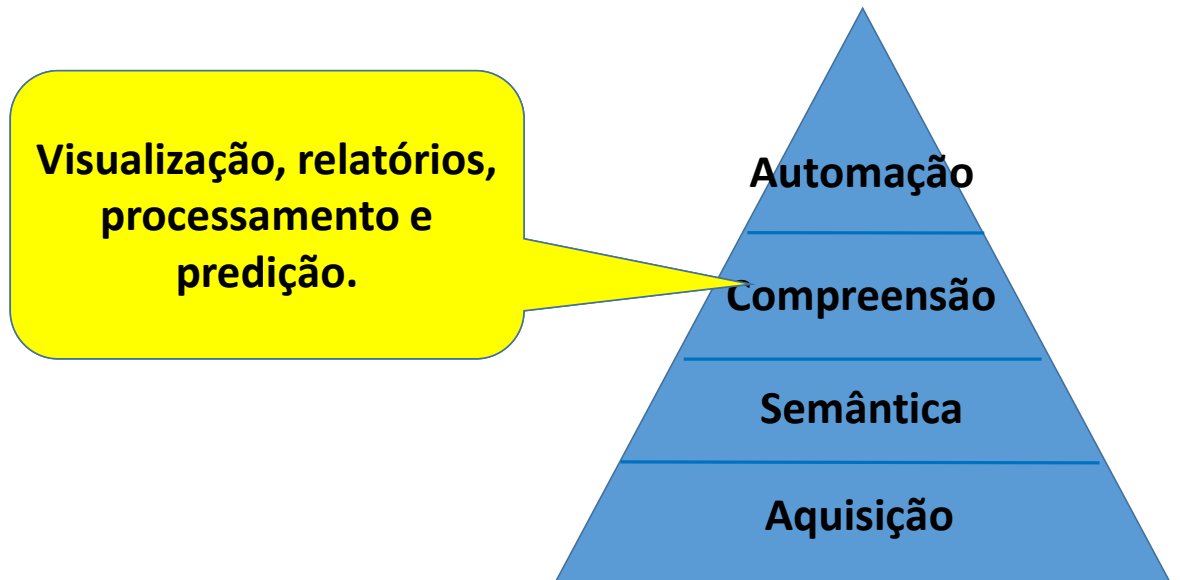 Visualização, relatórios,
processamento e
predição.
Automação
Compreensão
Semântica
Aquisição